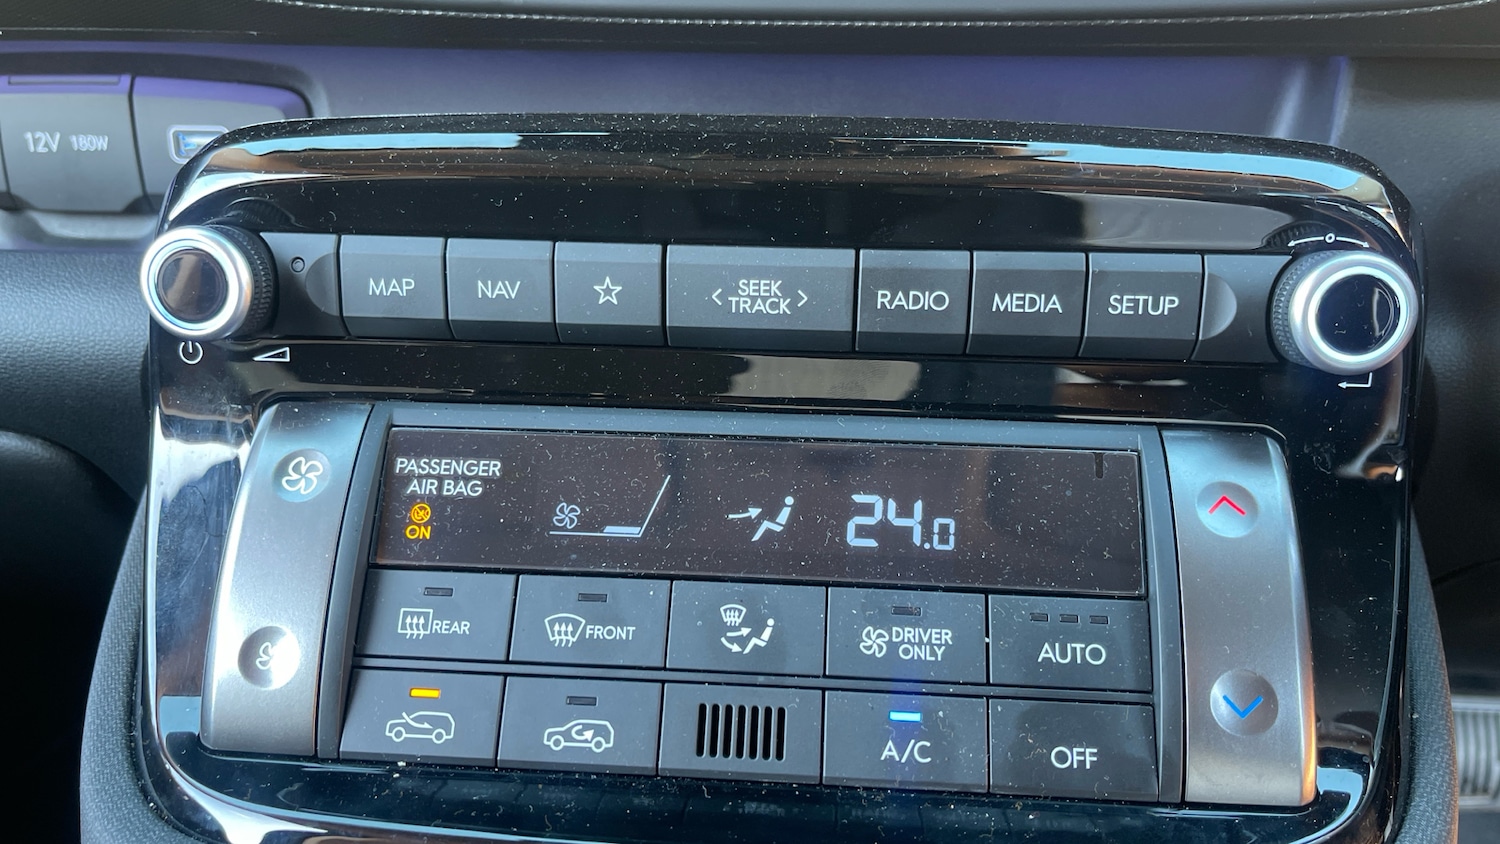 12V 180W
MAP
NAV
SEEK
TRACK
RADIO
MEDIA
SETUP
PASSENGER
AIR BAG
ON
24.0
REAR
FRONT
DRIVER
ONLY
AUTO
A/C
OFF